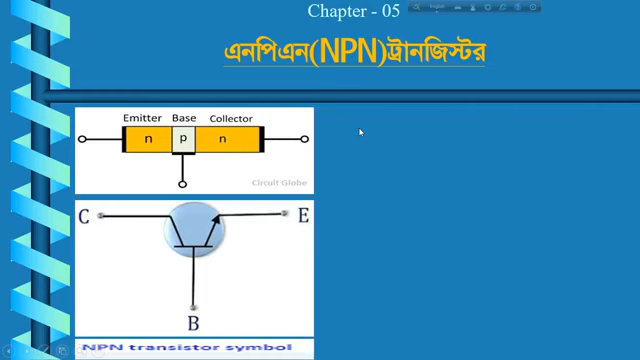 Chapter - 05
এনপিএন(NPN)ট্রানজিস্টর
Emitter Base Collector
n p n
Circuit Globe
C E
B
NPN transistor symbol